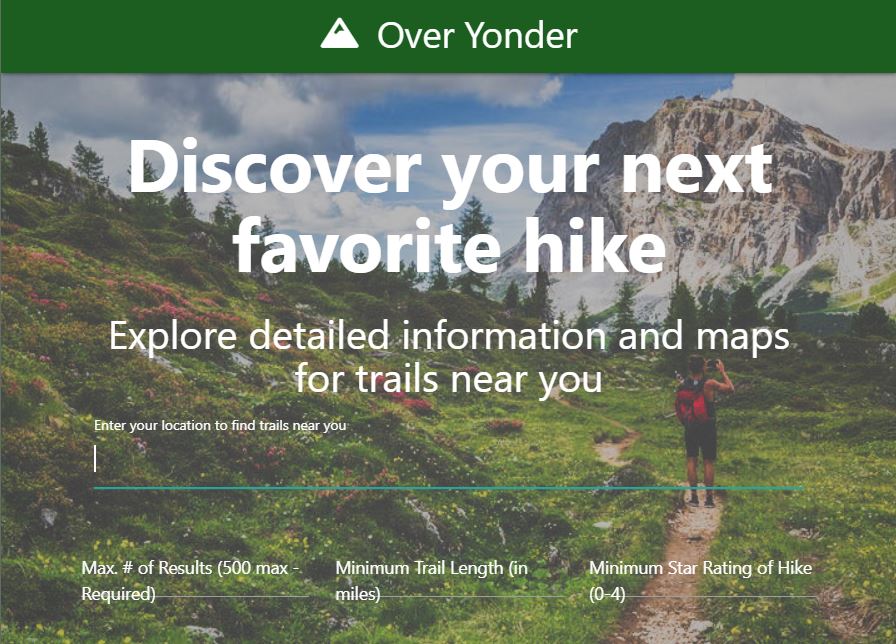 Over Yonder
Discover your next
favorite hike
Explore detailed information and maps
for trails near you
Enter your location to find trails near you
Max. # of Results (500 max -
Required)
Minimum Trail Length (in
miles)
Minimum Star Rating of Hike
(0-4)